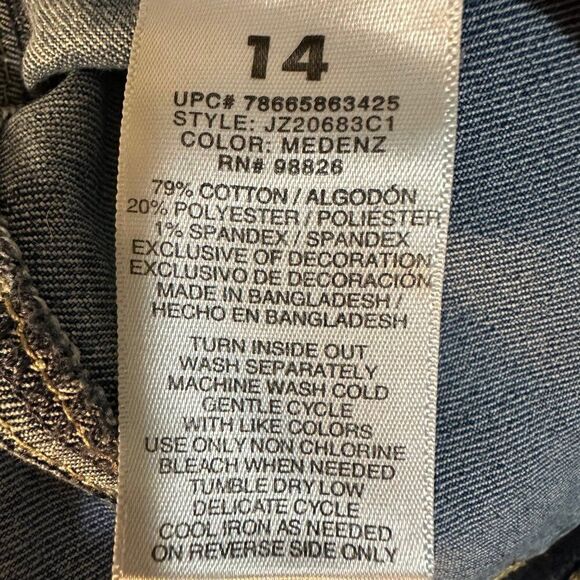 14
UPC# 78665863425
STYLE: JZ20683C1
COLOR: MEDENZ
RN# 98826
79% COTTON / ALGODÓN
20% POLYESTER / POLIESTER
1% SPANDEX / SPANDEX
EXCLUSIVE OF DECORATION
EXCLUSIVO DE DECORACIÓN
MADE IN BANGLADESH /
HECHO EN BANGLADESH
TURN INSIDE OUT
WASH SEPARATELY
MACHINE WASH COLD
GENTLE CYCLE
WITH LIKE COLORS
USE ONLY NON CHLORINE
BLEACH WHEN NEEDED
TUMBLE DRY LOW
DELICATE CYCLE
COOL IRON AS NEEDED
ON REVERSE SIDE ONLY